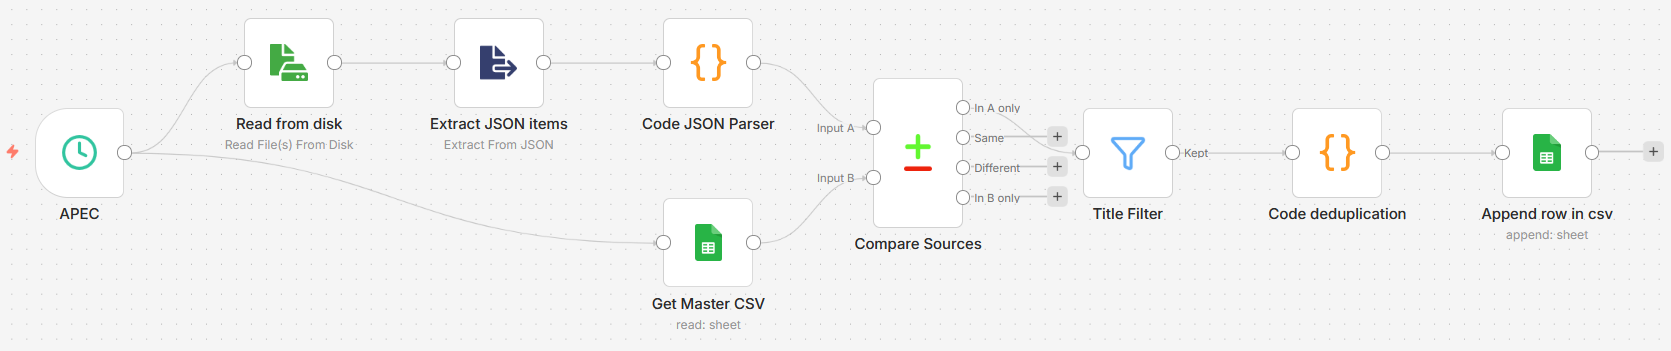 APEC
Read from disk
Read File(s) From Disk
Extract JSON items
Extract From JSON
Code JSON Parser
Get Master CSV
read: sheet
Input A
Input B
In A only
Same
Different
In B only
Compare Sources
Title Filter
Kept
Code deduplication
Append row in csv
append: sheet